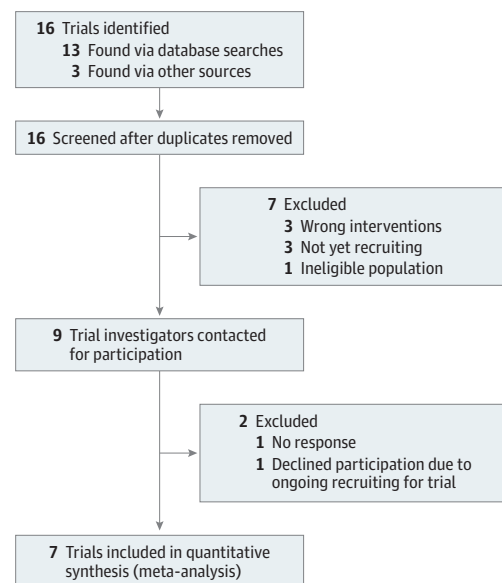 16 Trials identified
13 Found via database searches
3 Found via other sources
16 Screened after duplicates removed
7 Excluded
3 Wrong interventions
3 Not yet recruiting
1 Ineligible population
9 Trial investigators contacted
for participation
2 Excluded
1 No response
1 Declined participation due to
ongoing recruiting for trial
7 Trials included in quantitative
synthesis (meta-analysis)